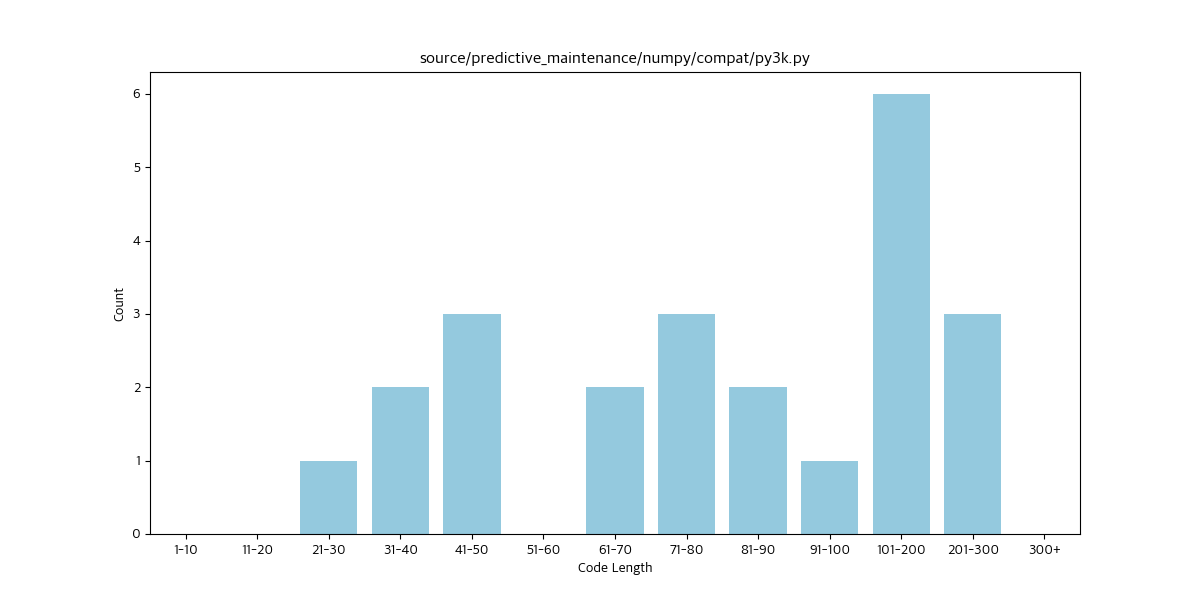 source/predictive_maintenance/numpy/compat/py3k.py
6
5
4
3
2
1
0
Count
1-10 11-20 21-30 31-40 41-50 51-60 61-70 71-80 81-90 91-100 101-200 201-300 300+
Code Length